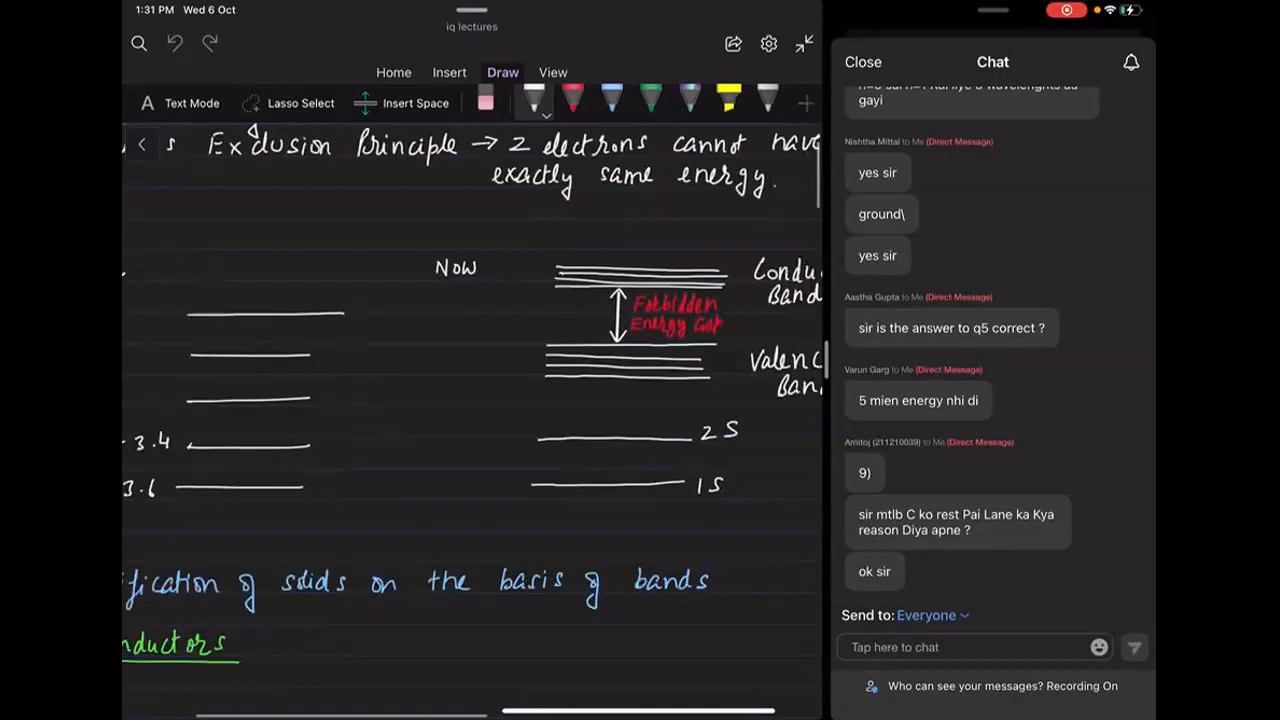 1:31 PM Wed 6 Oct
iq lectures
Home Insert Draw View
A Text Mode Lasso Select Insert Space
s Exclusion Principle → 2 electrons cannot have
exactly same energy.
Now
Condu
Band
Forbidden
Energy Gap
Valenc
Ban
3.4
2 S
3.6
1 S
fication of solids on the basis of bands
nductors
Close Chat
gayi
Nishtha Mittal to Me (Direct Message)
yes sir
ground\
yes sir
Aastha Gupta to Me (Direct Message)
sir is the answer to q5 correct ?
Varun Garg to Me (Direct Message)
5 mien energy nhi di
Amitoj (211210039) to Me (Direct Message)
9)
sir mtlb C ko rest Pai Lane ka Kya
reason Diya apne ?
ok sir
Send to: Everyone
Tap here to chat
Who can see your messages? Recording On